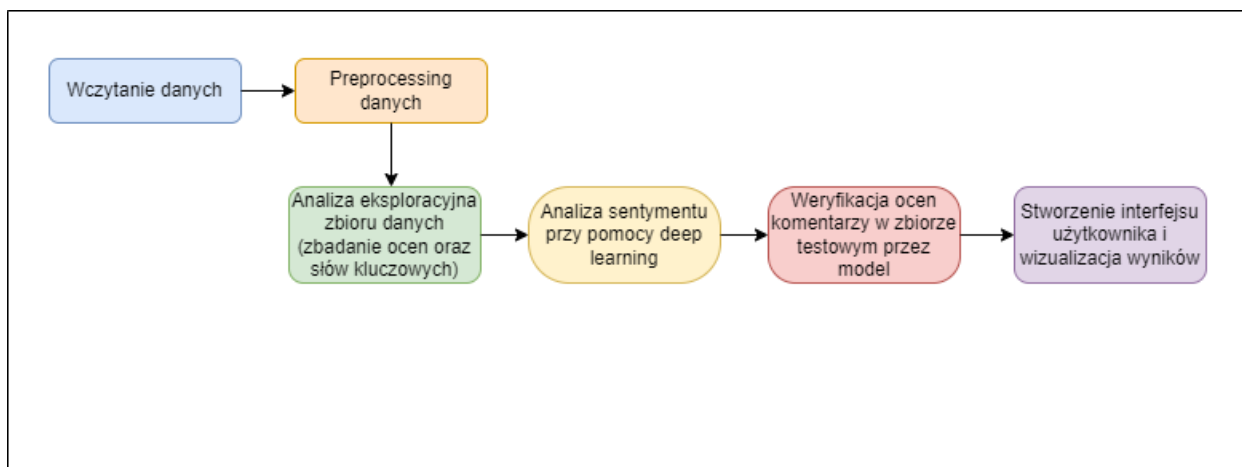 Wczytanie danych
Preprocessing
danych
Analiza eksploracyjna
zbioru danych
(zbadanie ocen oraz
słów kluczowych)
Analiza sentymentu
przy pomocy deep
learning
Weryfikacja ocen
komentarzy w zbiorze
testowym przez
model
Stworzenie interfejsu
użytkownika i
wizualizacja wyników